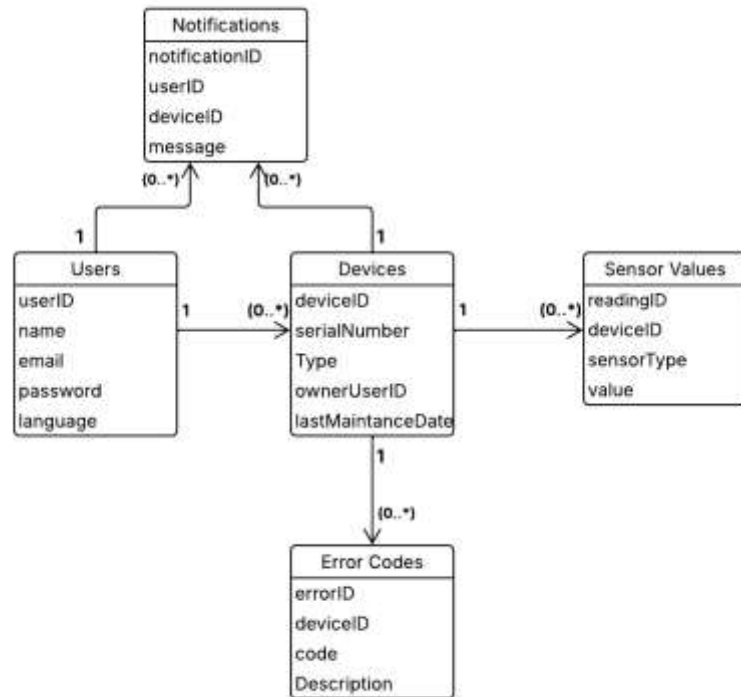 Notifications
notificationID
userID
deviceID
message
(0..*)
(0..*)
1
1
Users
userID
name
email
password
language
1
(0..*)
Devices
deviceID
serialNumber
Type
ownerUserID
lastMaintanceDate
1
(0..*)
Sensor Values
readingID
deviceID
sensorType
value
1
(0..*)
Error Codes
errorID
deviceID
code
Description